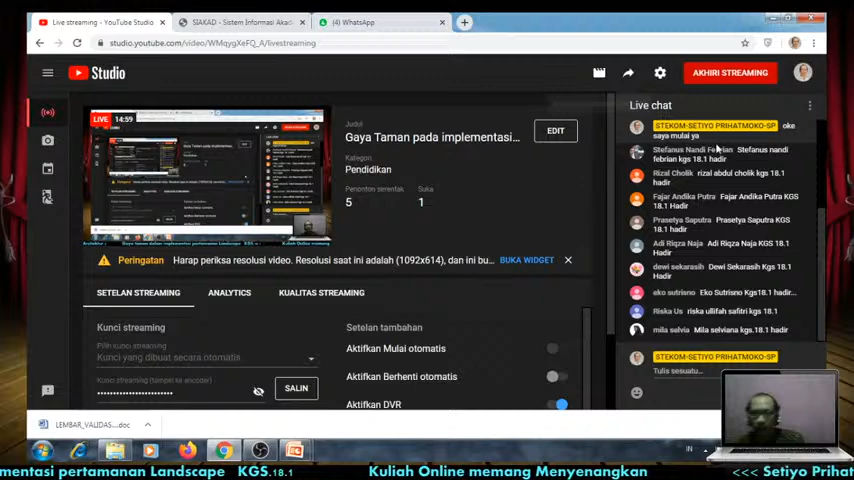 Live streaming - YouTube Studio
SIAKAD - Sistem Informasi Akad
(4) WhatsApp
studio.youtube.com/video/WMqygXeFQ_A/livestreaming
Studio
AKHIRI STREAMING
LIVE 14:59
Judul
Gaya Taman pada implementasi...
EDIT
Kategori
Pendidikan
Penonton serentak
Suka
5
1
Peringatan
Harap periksa resolusi video. Resolusi saat ini adalah (1092x614), dan ini bu...
BUKA WIDGET
SETELAN STREAMING
ANALYTICS
KUALITAS STREAMING
Kunci streaming
Pilih kunci streaming
Kunci yang dibuat secara otomatis
Kunci streaming (tempel ke encoder)
SALIN
Setelan tambahan
Aktifkan Mulai otomatis
Aktifkan Berhenti otomatis
Aktifkan DVR
Live chat
STEKOM-SETIYO PRIHATMOKO-SP oke
saya mulai ya
Stefanus Nandi Febrian Stefanus nandi
febrian kgs 18.1 hadir
Rizal Cholik rizal abdul cholik kgs 18.1
hadir
Fajar Andika Putra Fajar Andika Putra KGS
18.1 Hadir
Prasetya Saputra Prasetya Saputra KGS
18.1 hadir
Adi Riqza Naja Adi Riqza Naja KGS 18.1
Hadir
dewi sekarasih Dewi Sekarasih Kgs 18.1
Hadir
eko sutrisno Eko Sutrisno Kgs18.1 hadir...
Riska Us riska ullifah safitri kgs 18.1
mila selvia Mila selviana kgs.18.1 hadir
STEKOM-SETIYO PRIHATMOKO-SP
Tulis sesuatu...
LEMBAR_VALIDAS....doc
IN
mentasi pertamanan Landscape KGS.18.1 Kuliah Online memang Menyenangkan <<< Setiyo Prihat